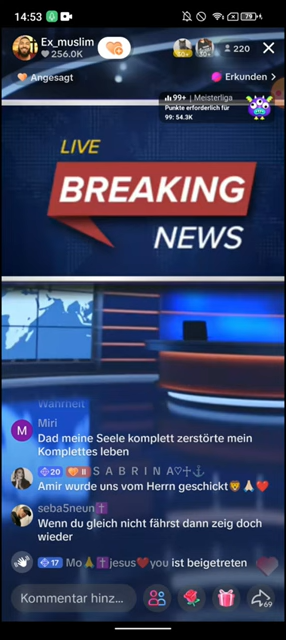 14:53
79
Ex_muslim
256.0K
220
Angesagt
Erkunden >
99+ | Meisterliga
Punkte erforderlich für
99: 54.3K
LIVE
BREAKING
NEWS
Wahrheit
Miri
Dad meine Seele komplett zerstörte mein
Komplettes leben
20 II S A B R I N A♡☥⚓
Amir wurde uns vom Herrn geschickt🦁🙏🏻❤️
seba5neun✝️
Wenn du gleich nicht fährst dann zeig doch
wieder
17 Mo🙏✝️jesus❤️you ist beigetreten
Kommentar hinz...
69